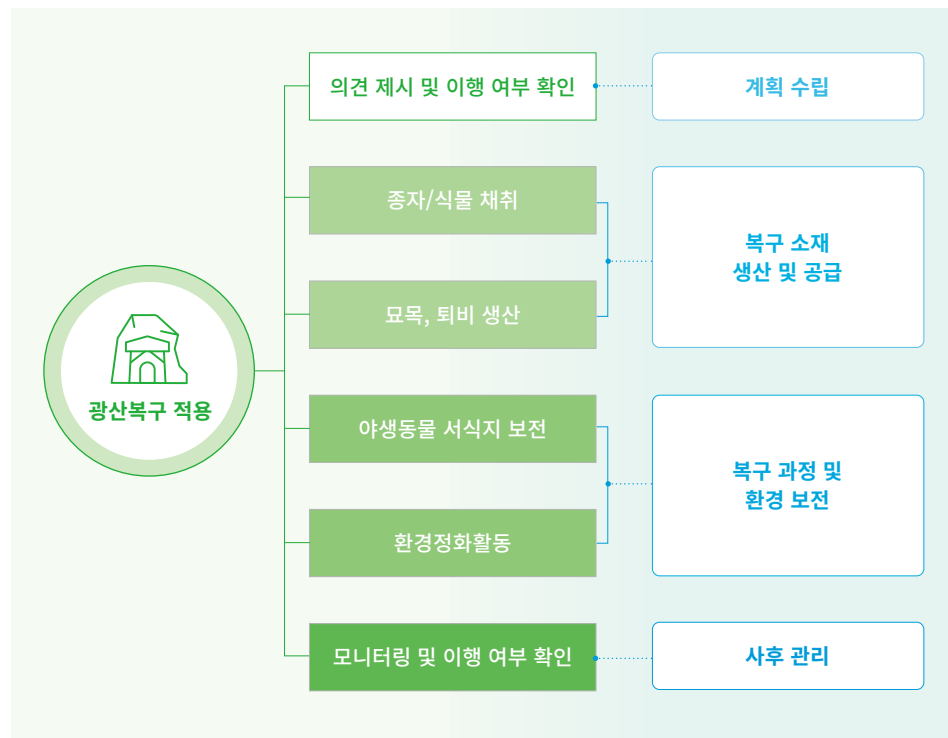 의견 제시 및 이행 여부 확인
계획 수립
종자/식물 채취
묘목, 퇴비 생산
복구 소재
생산 및 공급
광산복구 적용
야생동물 서식지 보전
환경정화활동
복구 과정 및
환경 보전
모니터링 및 이행 여부 확인
사후 관리